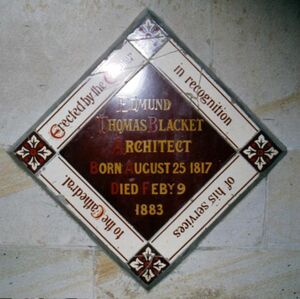 Erected by the
in recognition
of his services
to the Cathedral.
EDMUND
THOMAS BLACKET
ARCHITECT
BORN AUGUST 25 1817
DIED FEBY 9
1883